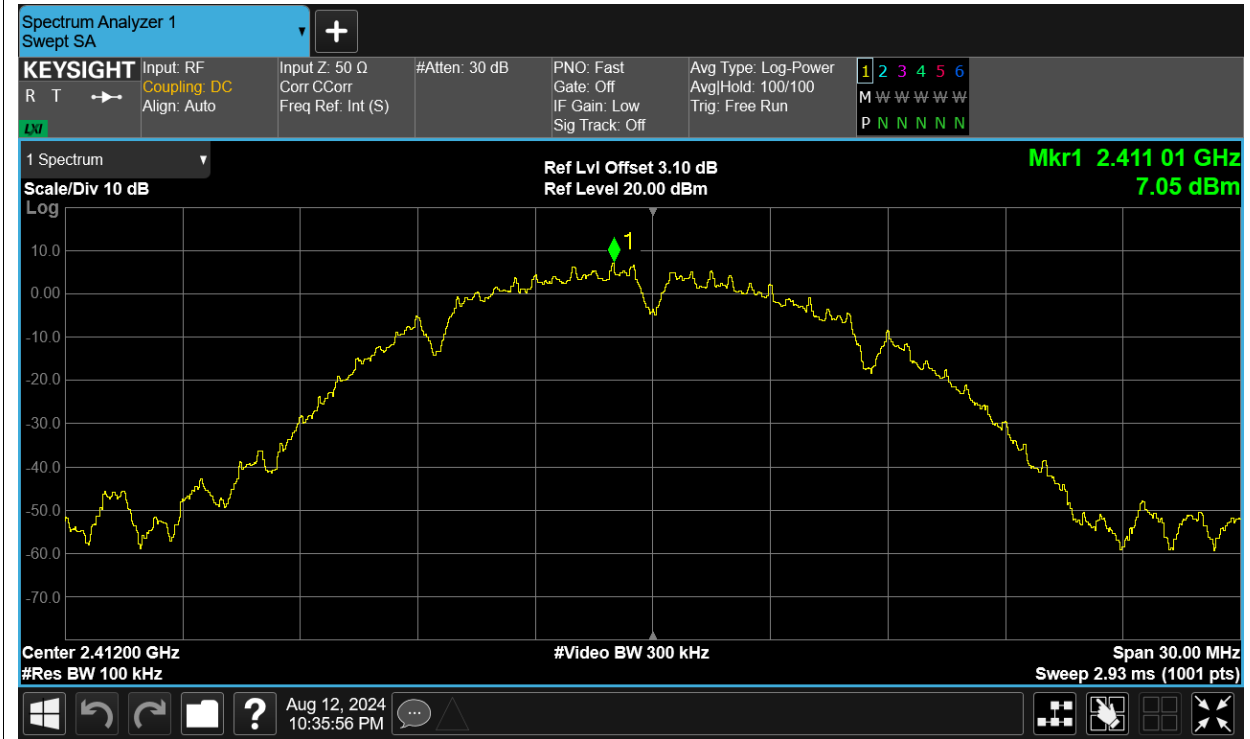 Spectrum Analyzer 1
Swept SA
+
KEYSIGHT
R T
LXI
Input: RF
Coupling: DC
Align: Auto
Input Z: 50 Ω
Corr CCorr
Freq Ref: Int (S)
#Atten: 30 dB
PNO: Fast
Gate: Off
IF Gain: Low
Sig Track: Off
Avg Type: Log-Power
Avg|Hold: 100/100
Trig: Free Run
1 2 3 4 5 6
M W W W W W
P N N N N N
1 Spectrum
Scale/Div 10 dB
Log
Ref Lvl Offset 3.10 dB
Ref Level 20.00 dBm
Mkr1 2.411 01 GHz
7.05 dBm
1
10.0
0.00
-10.0
-20.0
-30.0
-40.0
-50.0
-60.0
-70.0
Center 2.41200 GHz
#Res BW 100 kHz
#Video BW 300 kHz
Span 30.00 MHz
Sweep 2.93 ms (1001 pts)
?
Aug 12, 2024
10:35:56 PM